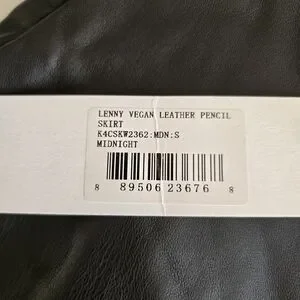 LENNY VEGAN LEATHER PENCIL
SKIRT
K4CSKW2362:MDN:S
MIDNIGHT
8 89506 23676 8